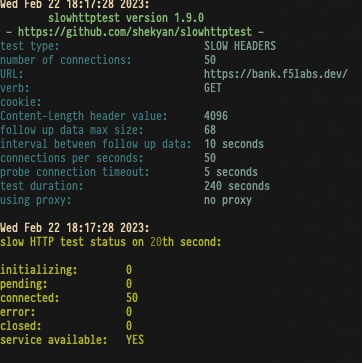 Wed Feb 22 18:17:28 2023:
slowhttptest version 1.9.0
- https://github.com/shekyan/slowhttptest -
test type: SLOW HEADERS
number of connections: 50
URL: https://bank.f5labs.dev/
verb: GET
cookie:
Content-Length header value: 4096
follow up data max size: 68
interval between follow up data: 10 seconds
connections per seconds: 50
probe connection timeout: 5 seconds
test duration: 240 seconds
using proxy: no proxy
Wed Feb 22 18:17:28 2023:
slow HTTP test status on 20th second:
initializing: 0
pending: 0
connected: 50
error: 0
closed: 0
service available: YES